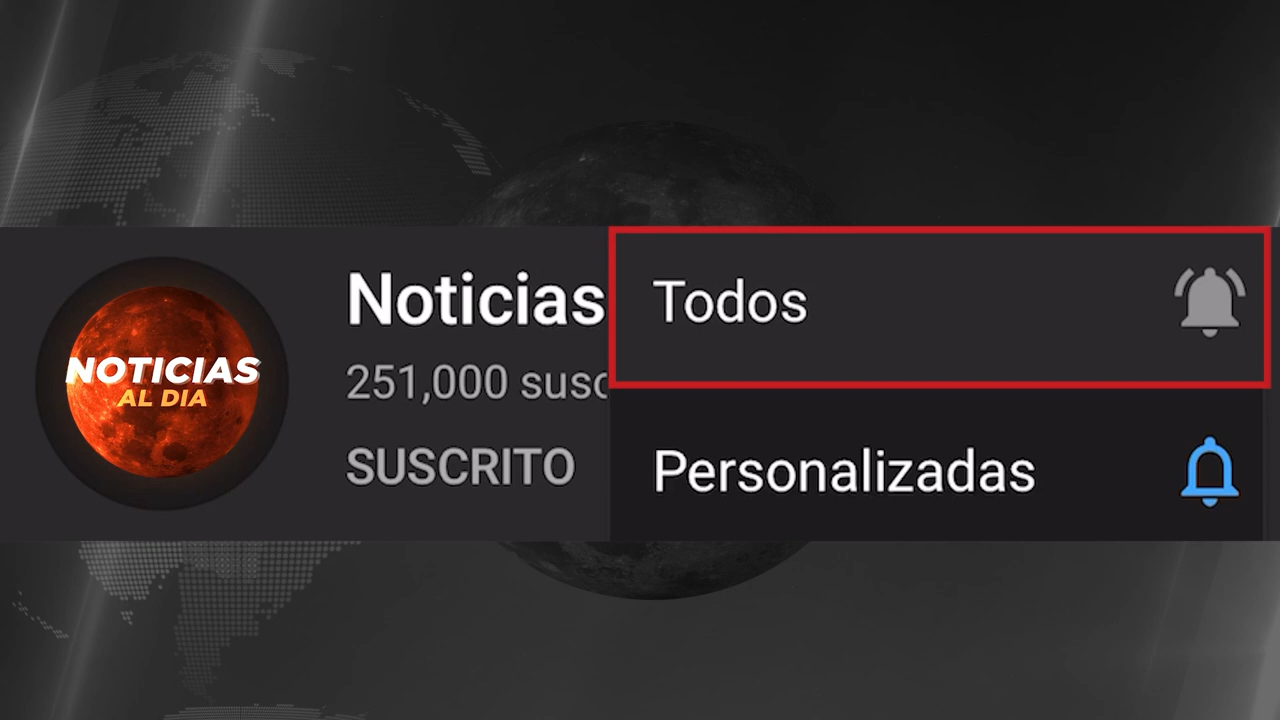 NOTICIAS
AL DIA
Noticias
251,000 susc
SUSCRITO
Todos
Personalizadas